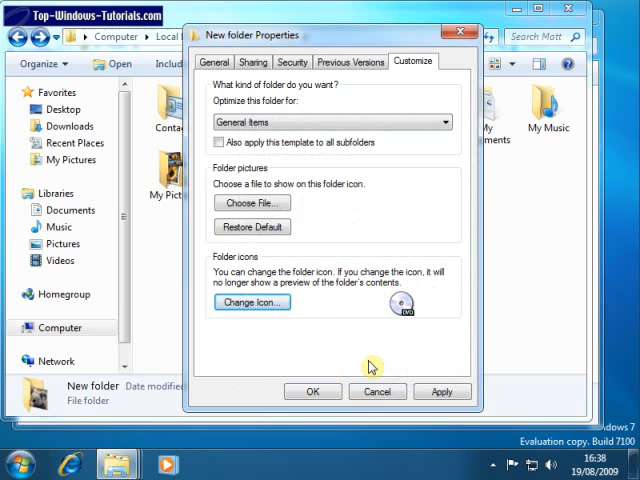 Top-Windows-Tutorials.com
New folder Properties
Computer
Local
Search Matt
Organize
Open
Includ
General
Sharing
Security
Previous Versions
Customize
Favorites
Desktop
Downloads
Recent Places
My Pictures
Libraries
Documents
Music
Pictures
Videos
Homegroup
Computer
Network
Conta
My Pic
My Music
What kind of folder do you want?
Optimize this folder for:
General Items
Also apply this template to all subfolders
Folder pictures
Choose a file to show on this folder icon.
Choose File...
Restore Default
Folder icons
You can change the folder icon. If you change the icon, it will
no longer show a preview of the folder's contents.
Change Icon...
DVD
OK
Cancel
Apply
New folder
Date modified
File folder
Evaluation copy. Build 7100
16:38
19/08/2009